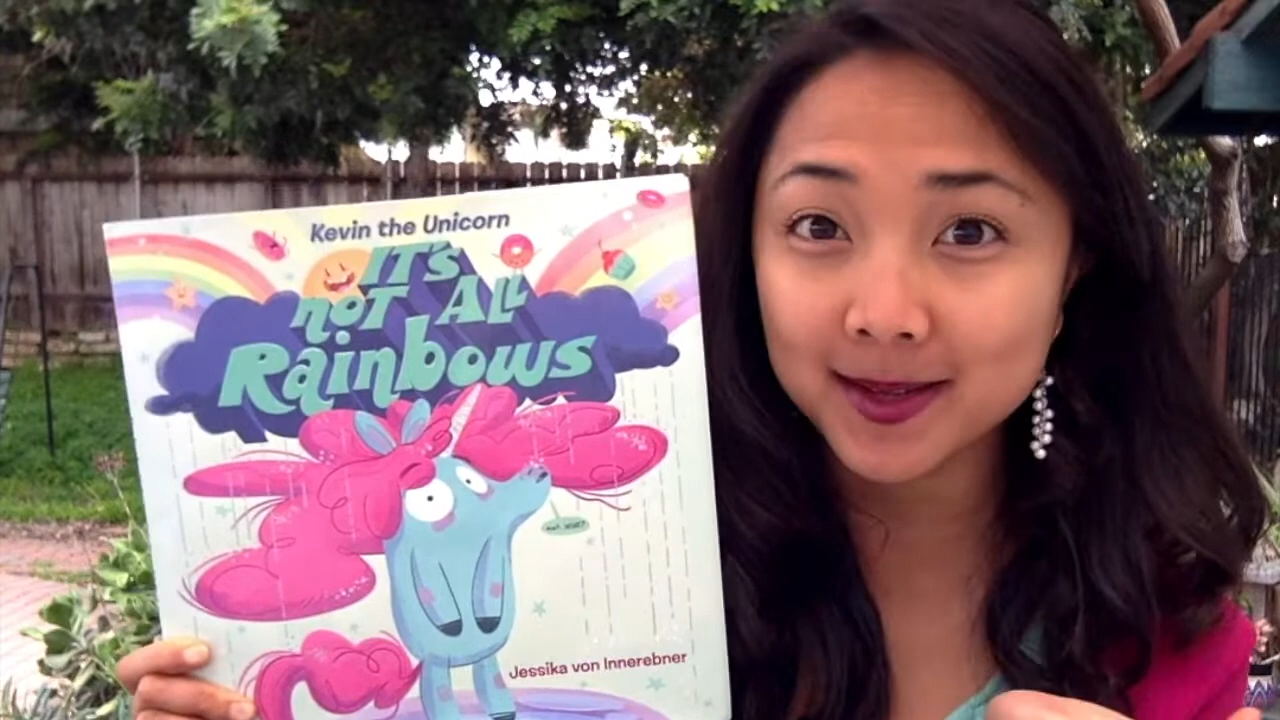 Kevin the Unicorn
IT'S
noT ALL
Rainbows
Jessika von Innerebner